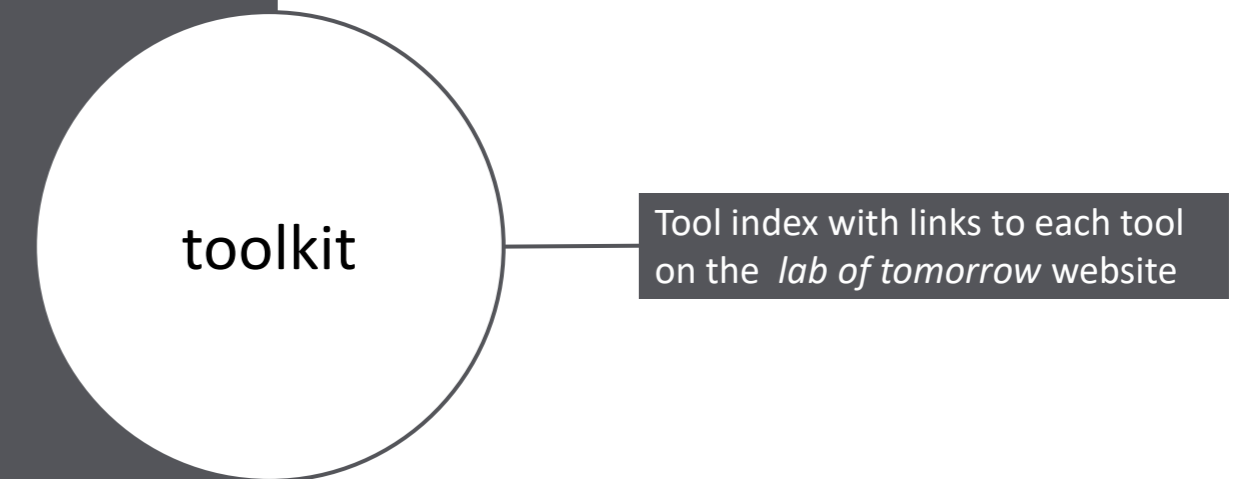 toolkit
Tool index with links to each tool
on the lab of tomorrow website